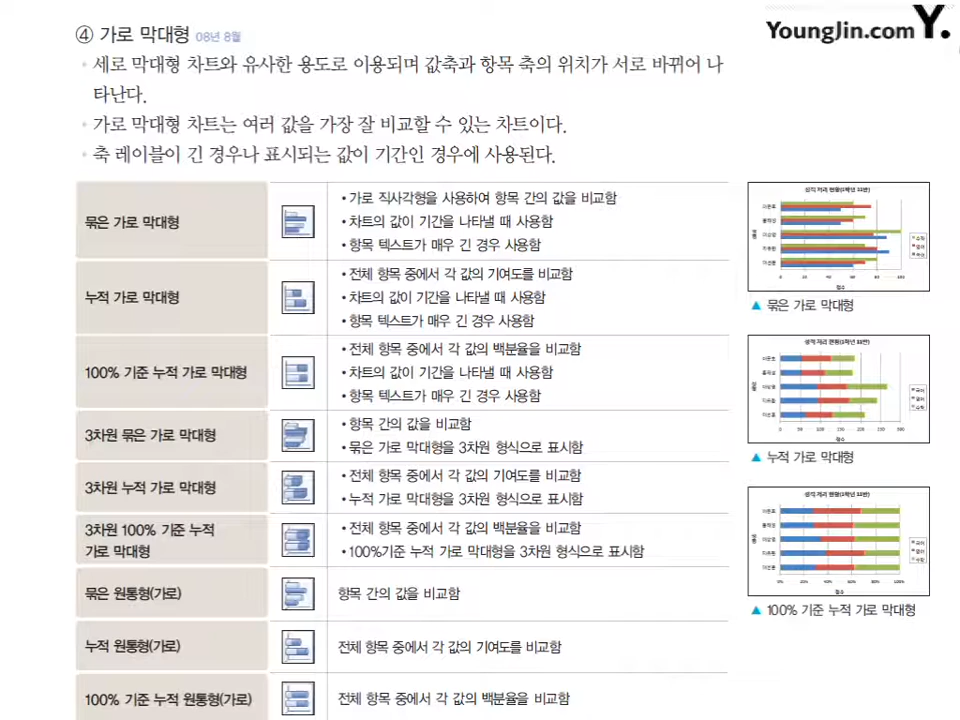 ④ 가로 막대형 08년 8월
YoungJin.com Y.
• 세로 막대형 차트와 유사한 용도로 이용되며 값축과 항목 축의 위치가 서로 바뀌어 나
타난다.
• 가로 막대형 차트는 여러 값을 가장 잘 비교할 수 있는 차트이다.
• 축 레이블이 긴 경우나 표시되는 값이 기간인 경우에 사용된다.
묶은 가로 막대형
• 가로 직사각형을 사용하여 항목 간의 값을 비교함
• 차트의 값이 기간을 나타낼 때 사용함
• 항목 텍스트가 매우 긴 경우 사용함
누적 가로 막대형
• 전체 항목 중에서 각 값의 기여도를 비교함
• 차트의 값이 기간을 나타낼 때 사용함
• 항목 텍스트가 매우 긴 경우 사용함
100% 기준 누적 가로 막대형
• 전체 항목 중에서 각 값의 백분율을 비교함
• 차트의 값이 기간을 나타낼 때 사용함
• 항목 텍스트가 매우 긴 경우 사용함
3차원 묶은 가로 막대형
• 항목 간의 값을 비교함
• 묶은 가로 막대형을 3차원 형식으로 표시함
3차원 누적 가로 막대형
• 전체 항목 중에서 각 값의 기여도를 비교함
• 누적 가로 막대형을 3차원 형식으로 표시함
3차원 100% 기준 누적
가로 막대형
• 전체 항목 중에서 각 값의 백분율을 비교함
• 100%기준 누적 가로 막대형을 3차원 형식으로 표시함
묶은 원통형(가로)
항목 간의 값을 비교함
누적 원통형(가로)
전체 항목 중에서 각 값의 기여도를 비교함
100% 기준 누적 원통형(가로)
전체 항목 중에서 각 값의 백분율을 비교함
▲ 묶은 가로 막대형
▲ 누적 가로 막대형
0% 20% 40% 60% 80% 100%
▲ 100% 기준 누적 가로 막대형